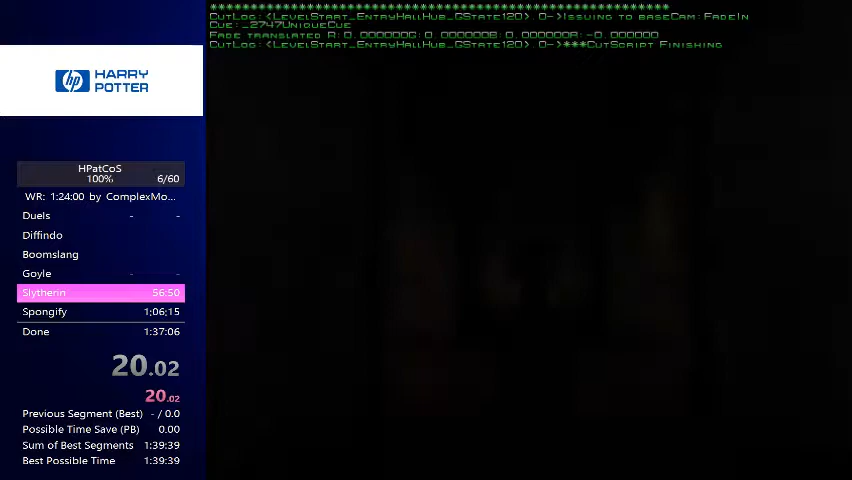 ********************************************************
CutLog:<LevelStart_EntryHallHub_GState120>.0->Issuing to baseCam:FadeIn
Cue:_2747UniqueCue
Fade translated R:0.000000G:0.000000B:0.000000A:-0.000000
CutLog:<LevelStart_EntryHallHub_GState120>.0->***CutScript Finishing
hp HARRY
POTTER
HPatCoS
100% 6/60
WR: 1:24:00 by ComplexMo...
Duels - -
Diffindo
Boomslang
Goyle - -
Slytherin 56:50
Spongify 1:06:15
Done 1:37:06
20.02
20.02
Previous Segment (Best) - / 0.0
Possible Time Save (PB) 0.00
Sum of Best Segments 1:39:39
Best Possible Time 1:39:39